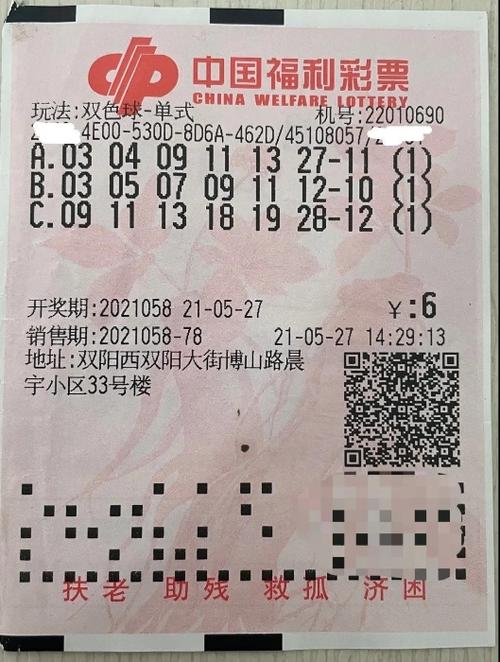 中国福利彩票
CHINA WELFARE LOTTERY
玩法:双色球-单式 机号:22010690
4E00-530D-8D6A-462D/45108057/
A.03 04 09 11 13 27-11 (1)
B.03 05 07 09 11 12-10 (1)
C.09 11 13 18 19 28-12 (1)
开奖期:2021058 21-05-27 ¥:6
销售期:2021058-78 21-05-27 14:29:13
地址:双阳西双阳大街博山路晨
宇小区33号楼
扶老 助残 救孤 济困